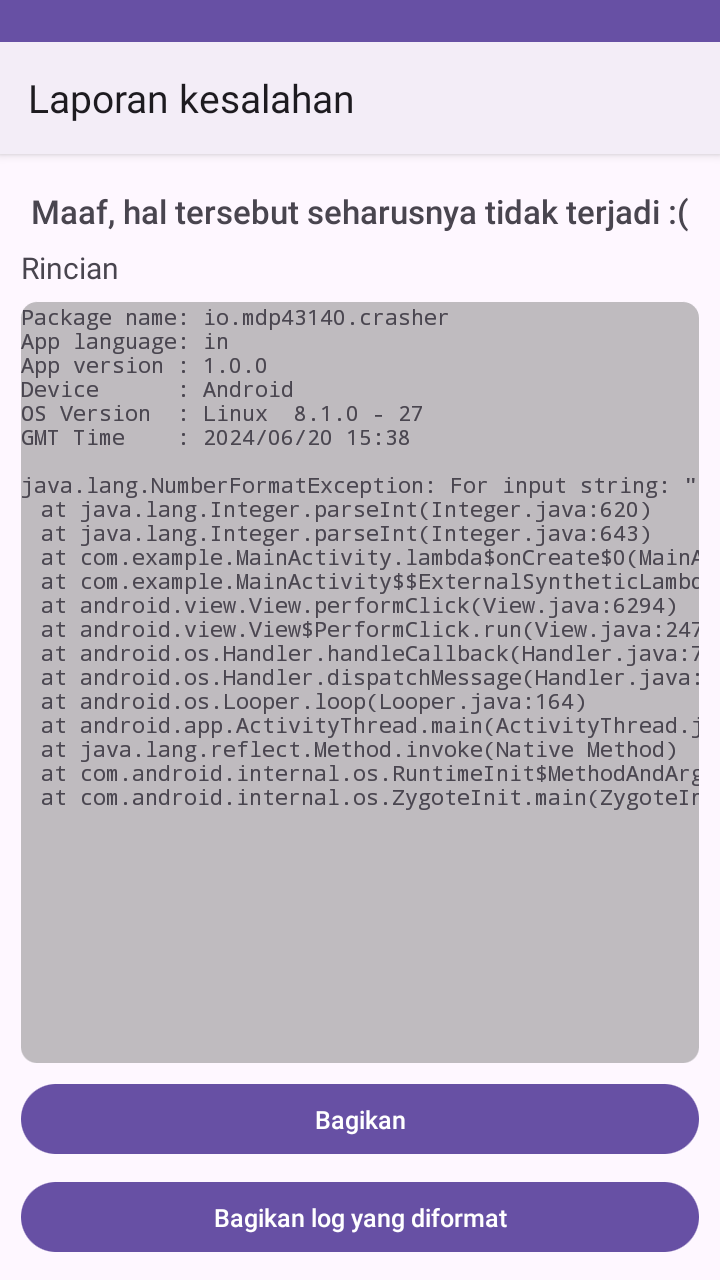 Laporan kesalahan
Maaf, hal tersebut seharusnya tidak terjadi :(
Rincian
Package name: io.mdp43140.crasher
App language: in
App version : 1.0.0
Device      : Android
OS Version  : Linux  8.1.0 - 27
GMT Time    : 2024/06/20 15:38
java.lang.NumberFormatException: For input string: "
at java.lang.Integer.parseInt(Integer.java:620)
at java.lang.Integer.parseInt(Integer.java:643)
at com.example.MainActivity.lambda$onCreate$0(MainA
at com.example.MainActivity$$ExternalSyntheticLambd
at android.view.View.performClick(View.java:6294)
at android.view.View$PerformClick.run(View.java:247
at android.os.Handler.handleCallback(Handler.java:7
at android.os.Handler.dispatchMessage(Handler.java:
at android.os.Looper.loop(Looper.java:164)
at android.app.ActivityThread.main(ActivityThread.j
at java.lang.reflect.Method.invoke(Native Method)
at com.android.internal.os.RuntimeInit$MethodAndArg
at com.android.internal.os.ZygoteInit.main(ZygoteIn
Bagikan
Bagikan log yang diformat